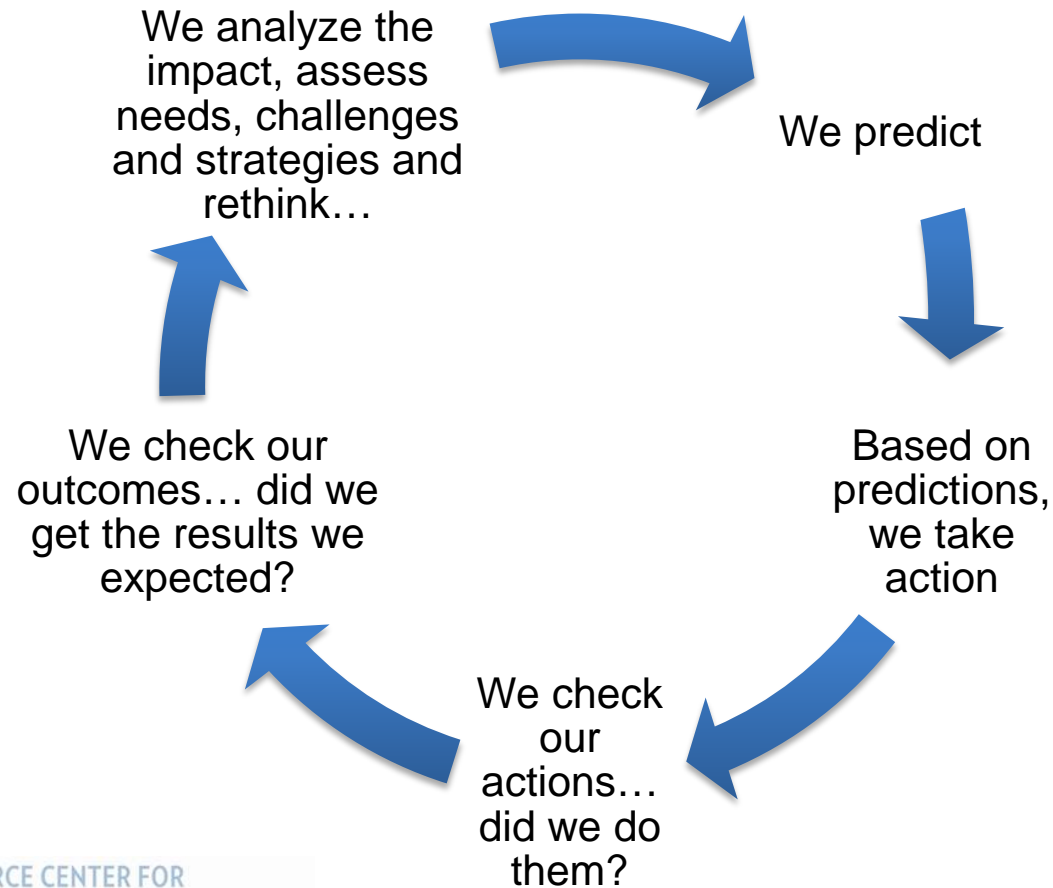 We analyze the
impact, assess
needs, challenges
and strategies and
rethink…
We predict
Based on
predictions,
we take
action
We check
our
actions…
did we do
them?
We check our
outcomes… did we
get the results we
expected?
CENTER FOR